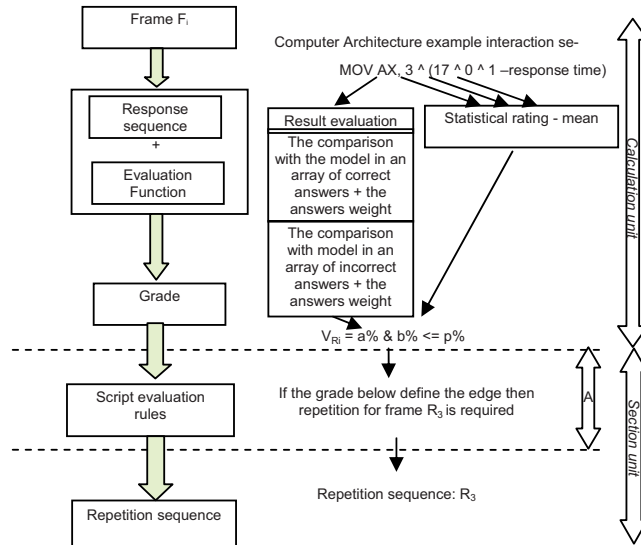 Frame Fᵢ
Response
sequence
+
Evaluation
Function
Grade
Script evaluation
rules
Repetition sequence
Computer Architecture example interaction se-
MOV AX, 3 ^ (17 ^ 0 ^ 1 –response time)
Result evaluation
The comparison
with the model in an
array of correct
answers + the
answers weight
The comparison
with model in an
array of incorrect
answers + the
answers weight
Statistical rating - mean
V_Ri = a% & b% <= p%
If the grade below define the edge then
repetition for frame R₃ is required
Repetition sequence: R₃
Calculation unit
A
Section unit